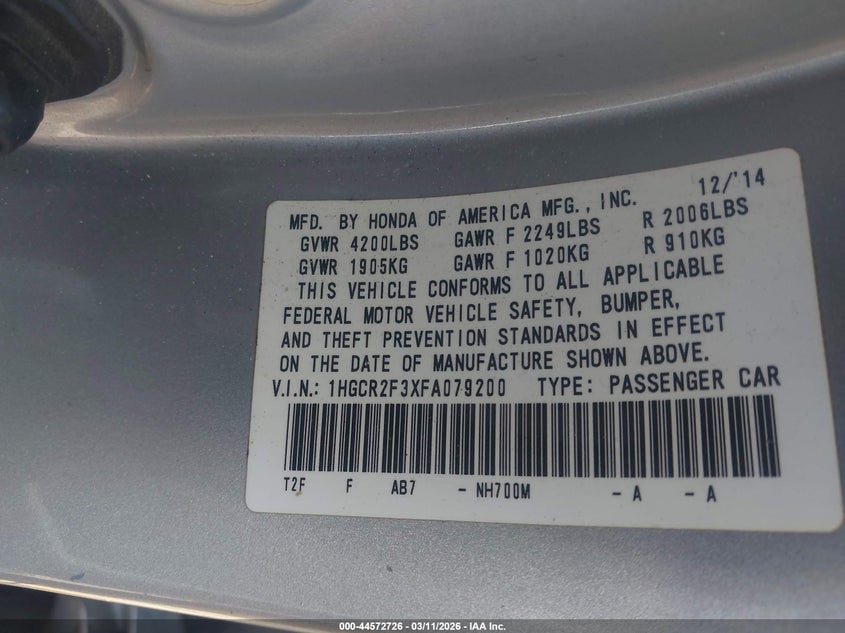 12/'14
MFD. BY HONDA OF AMERICA MFG., INC.
GVWR 4200LBS GAWR F 2249LBS R 2006LBS
GVWR 1905KG GAWR F 1020KG R 910KG
THIS VEHICLE CONFORMS TO ALL APPLICABLE
FEDERAL MOTOR VEHICLE SAFETY, BUMPER,
AND THEFT PREVENTION STANDARDS IN EFFECT
ON THE DATE OF MANUFACTURE SHOWN ABOVE.
V.I.N.: 1HGCR2F3XFA079200 TYPE: PASSENGER CAR
T2F F AB7 - NH700M - A - A
000-44572726 - 03/11/2026 - IAA Inc.